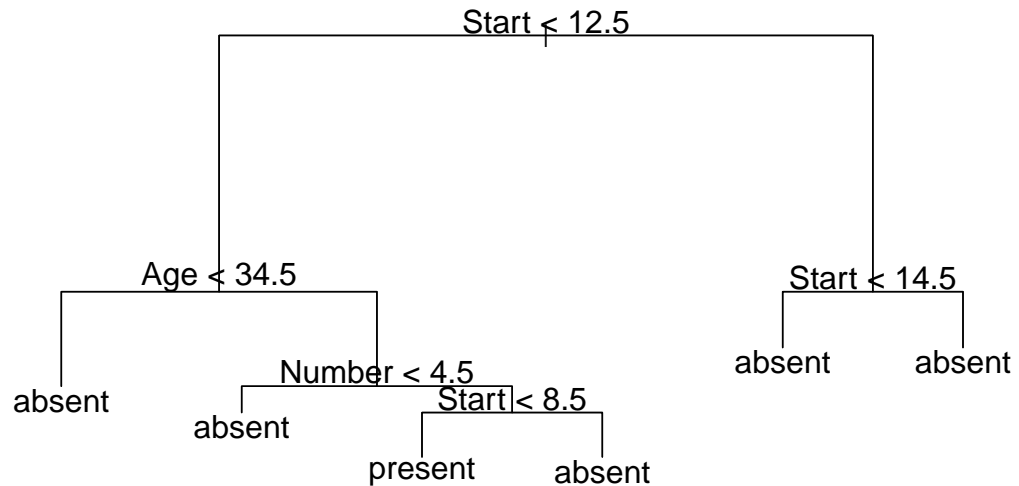 Start < 12.5
Age < 34.5
Start < 14.5
absent
Number < 4.5
absent
Start < 8.5
present
absent
absent
absent